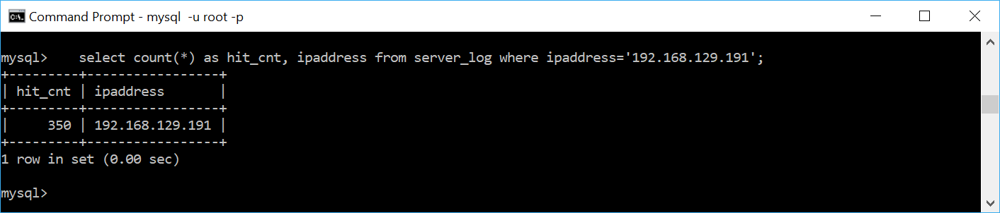 Command Prompt - mysql  -u root -p
mysql>    select count(*) as hit_cnt, ipaddress from server_log where ipaddress='192.168.129.191';
+---------+-----------------+
| hit_cnt | ipaddress       |
+---------+-----------------+
|     350 | 192.168.129.191 |
+---------+-----------------+
1 row in set (0.00 sec)
mysql>